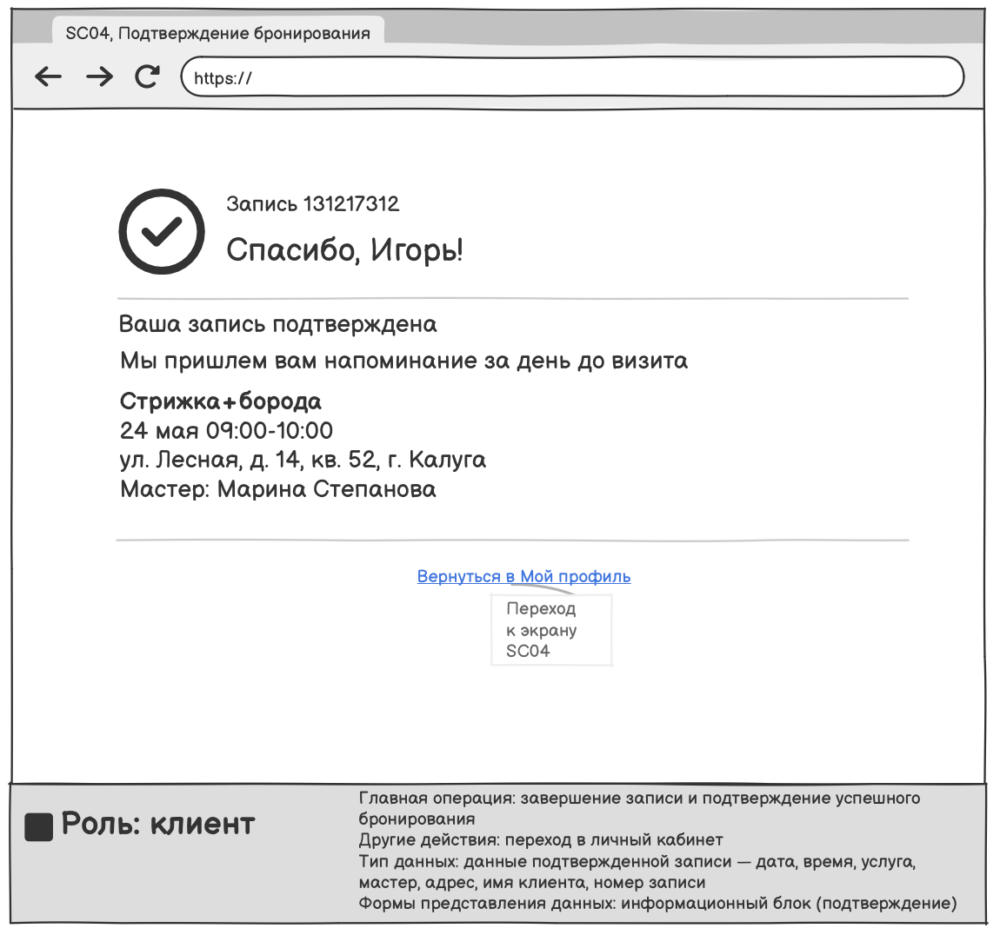 SC04, Подтверждение бронирования
https://
Запись 131217312
Спасибо, Игорь!
Ваша запись подтверждена
Мы пришлем вам напоминание за день до визита
Стрижка+борода
24 мая 09:00-10:00
ул. Лесная, д. 14, кв. 52, г. Калуга
Мастер: Марина Степанова
Вернуться в Мой профиль
Переход
к экрану
SC04
Роль: клиент
Главная операция: завершение записи и подтверждение успешного
бронирования
Другие действия: переход в личный кабинет
Тип данных: данные подтвержденной записи — дата, время, услуга,
мастер, адрес, имя клиента, номер записи
Формы представления данных: информационный блок (подтверждение)